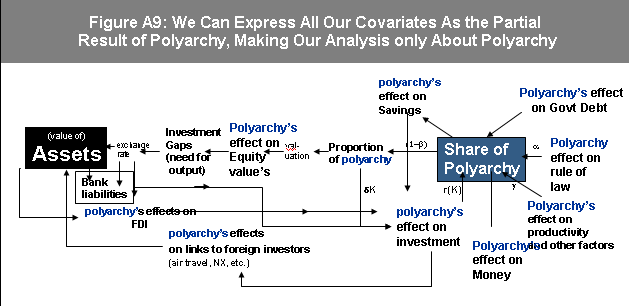 Figure A9: We Can Express All Our Covariates As the Partial
Result of Polyarchy, Making Our Analysis only About Polyarchy
polyarchy's
effect on
Savings
Polyarchy's effect
on Govt Debt
(value of)
Assets
exchange
rate
Investment
Gaps
(need for
output)
Polyarchy's
effect on
Equity
value's
val-
uation
Proportion
of polyarchy
(1–β)
Share of
Polyarchy
α
Polyarchy
effect on
rule of
law
Bank
liabilities
δK
r(K)
γ
polyarchy's effects on
FDI
polyarchy's
effect on
investment
Polyarchy's
effect on
productivity
and other factors
polyarchy's effects
on links to foreign investors
(air travel, NX, etc.)
Polyarchy's
effect on
Money